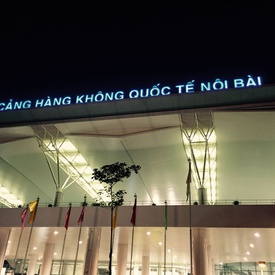 CẢNG HÀNG KHÔNG QUỐC TẾ NỘI BÀI